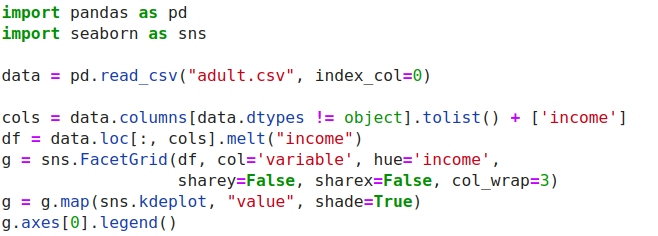 import pandas as pd
import seaborn as sns

data = pd.read_csv("adult.csv", index_col=0)

cols = data.columns[data.dtypes != object].tolist() + ['income']
df = data.loc[:, cols].melt("income")
g = sns.FacetGrid(df, col='variable', hue='income',
                  sharey=False, sharex=False, col_wrap=3)
g = g.map(sns.kdeplot, "value", shade=True)
g.axes[0].legend()